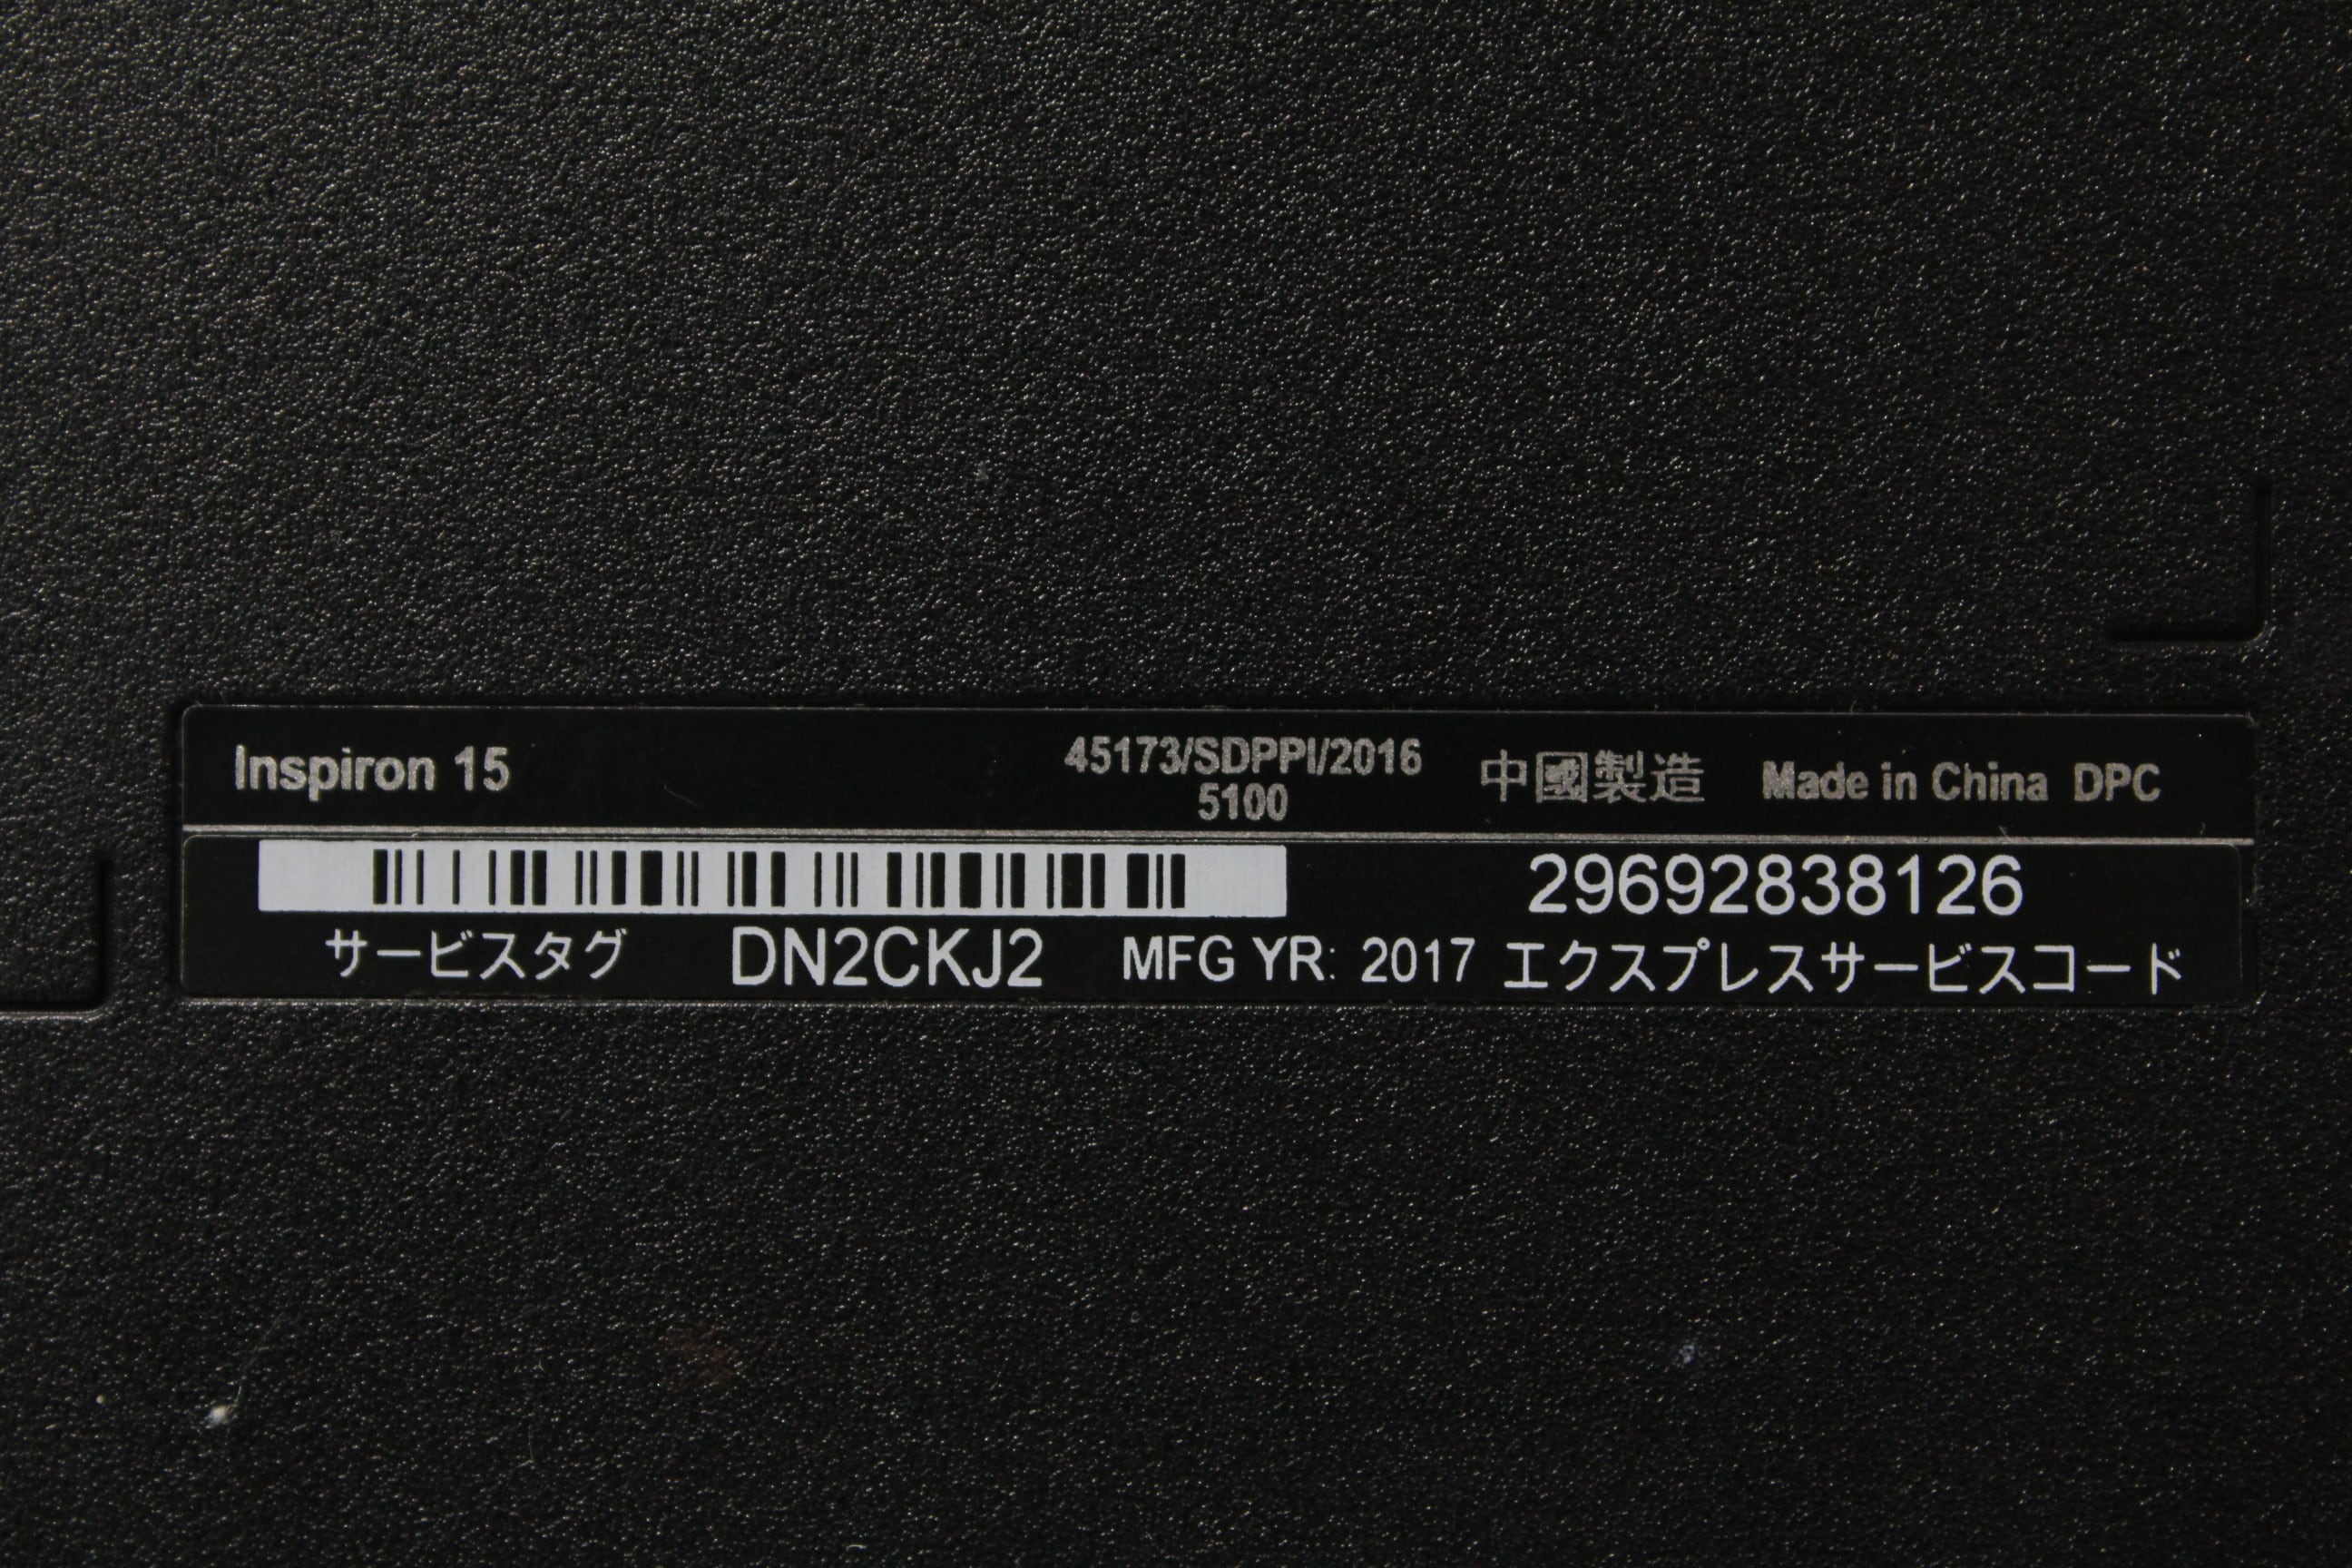 Inspiron 15
45173/SDPPI/2016
5100
中國製造 Made in China DPC
29692838126
サービスタグ DN2CKJ2 MFG YR: 2017 エクスプレスサービスコード